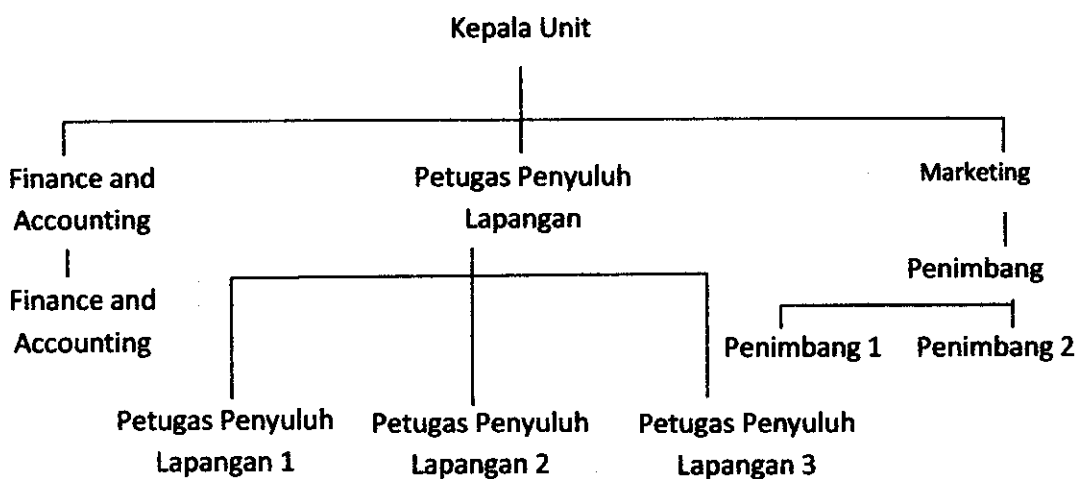 Kepala Unit
Finance and
Accounting
Petugas Penyuluh
Lapangan
Marketing
Finance and
Accounting
Penimbang
Penimbang 1
Penimbang 2
Petugas Penyuluh
Lapangan 1
Petugas Penyuluh
Lapangan 2
Petugas Penyuluh
Lapangan 3